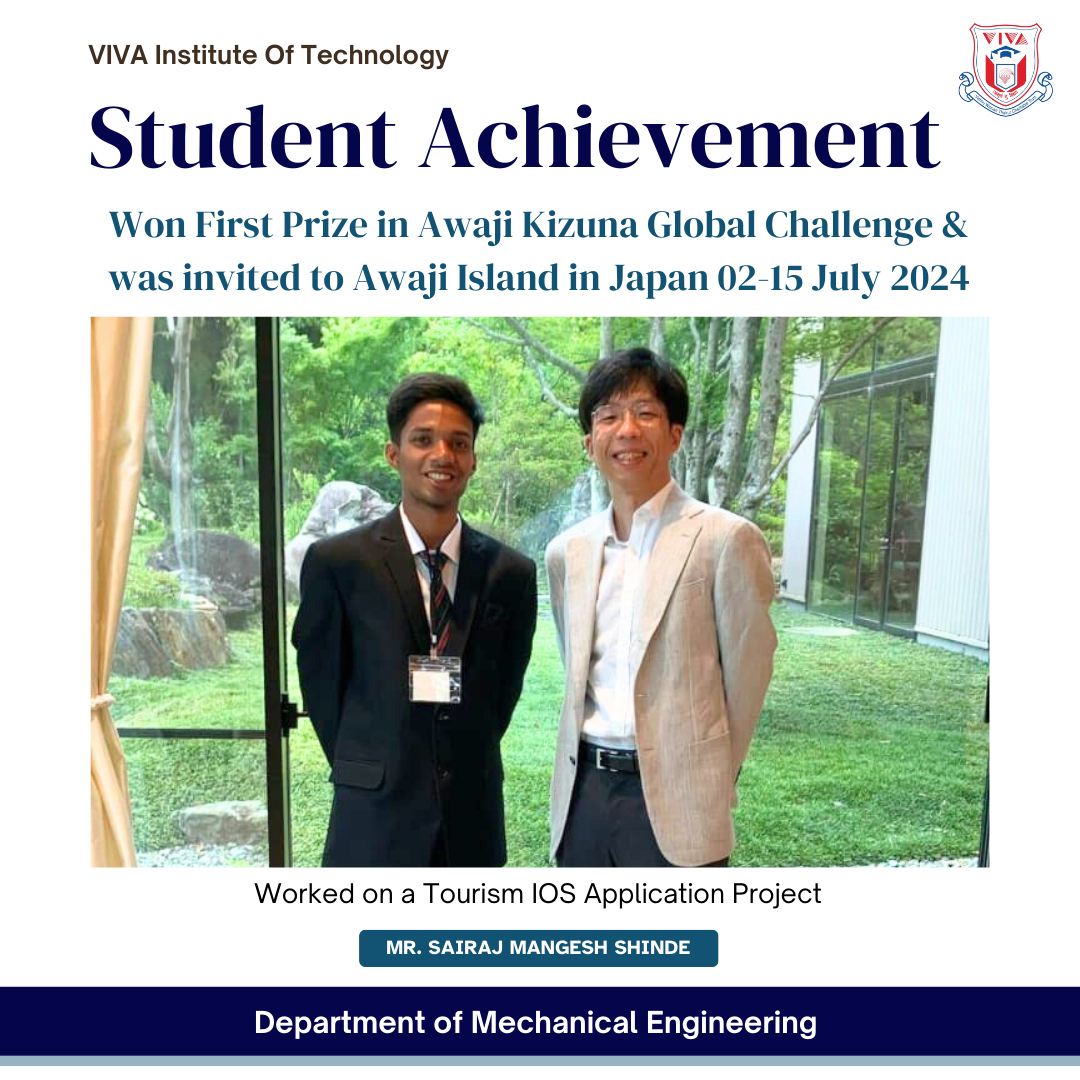 VIVA Institute Of Technology
VIVA
Student Achievement
Won First Prize in Awaji Kizuna Global Challenge &
was invited to Awaji Island in Japan 02-15 July 2024
Worked on a Tourism IOS Application Project
MR. SAIRAJ MANGESH SHINDE
Department of Mechanical Engineering